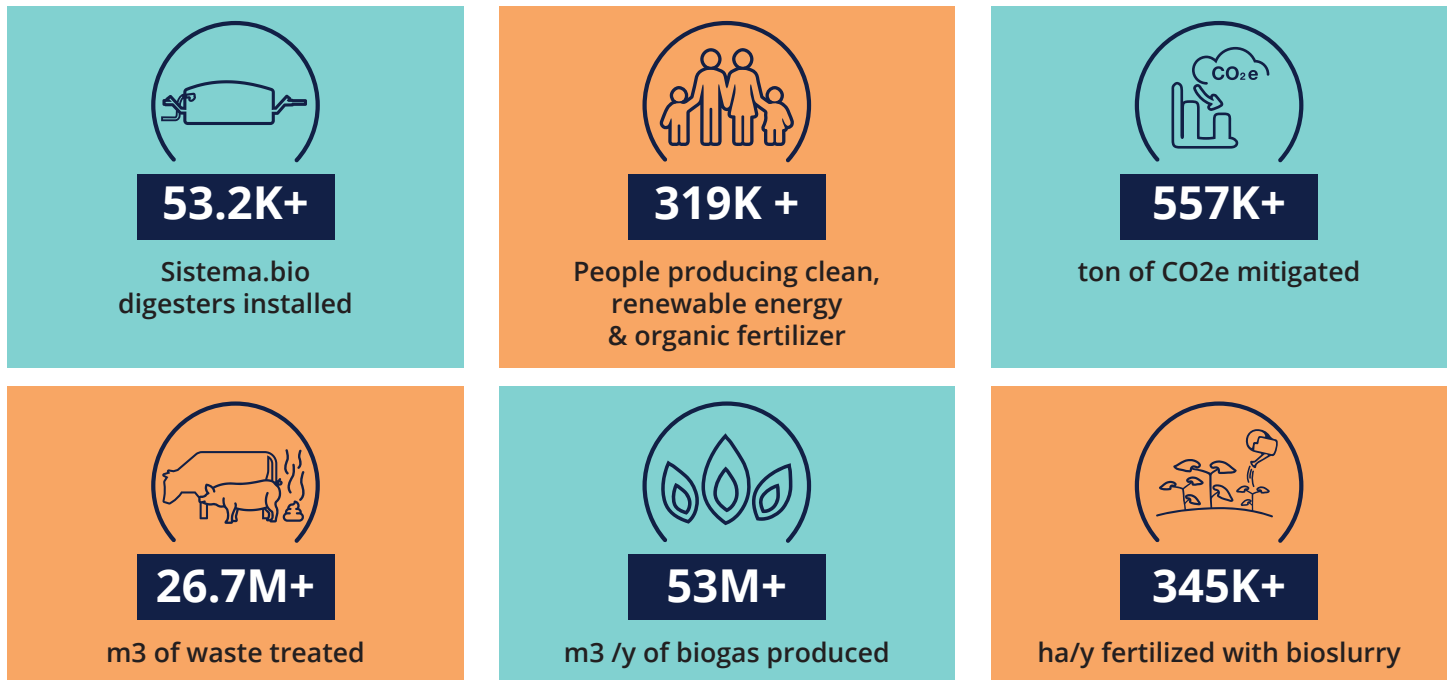 53.2K+
Sistema.bio
digesters installed
319K +
People producing clean,
renewable energy
& organic fertilizer
CO₂e
557K+
ton of CO2e mitigated
26.7M+
m3 of waste treated
53M+
m3 /y of biogas produced
345K+
ha/y fertilized with bioslurry